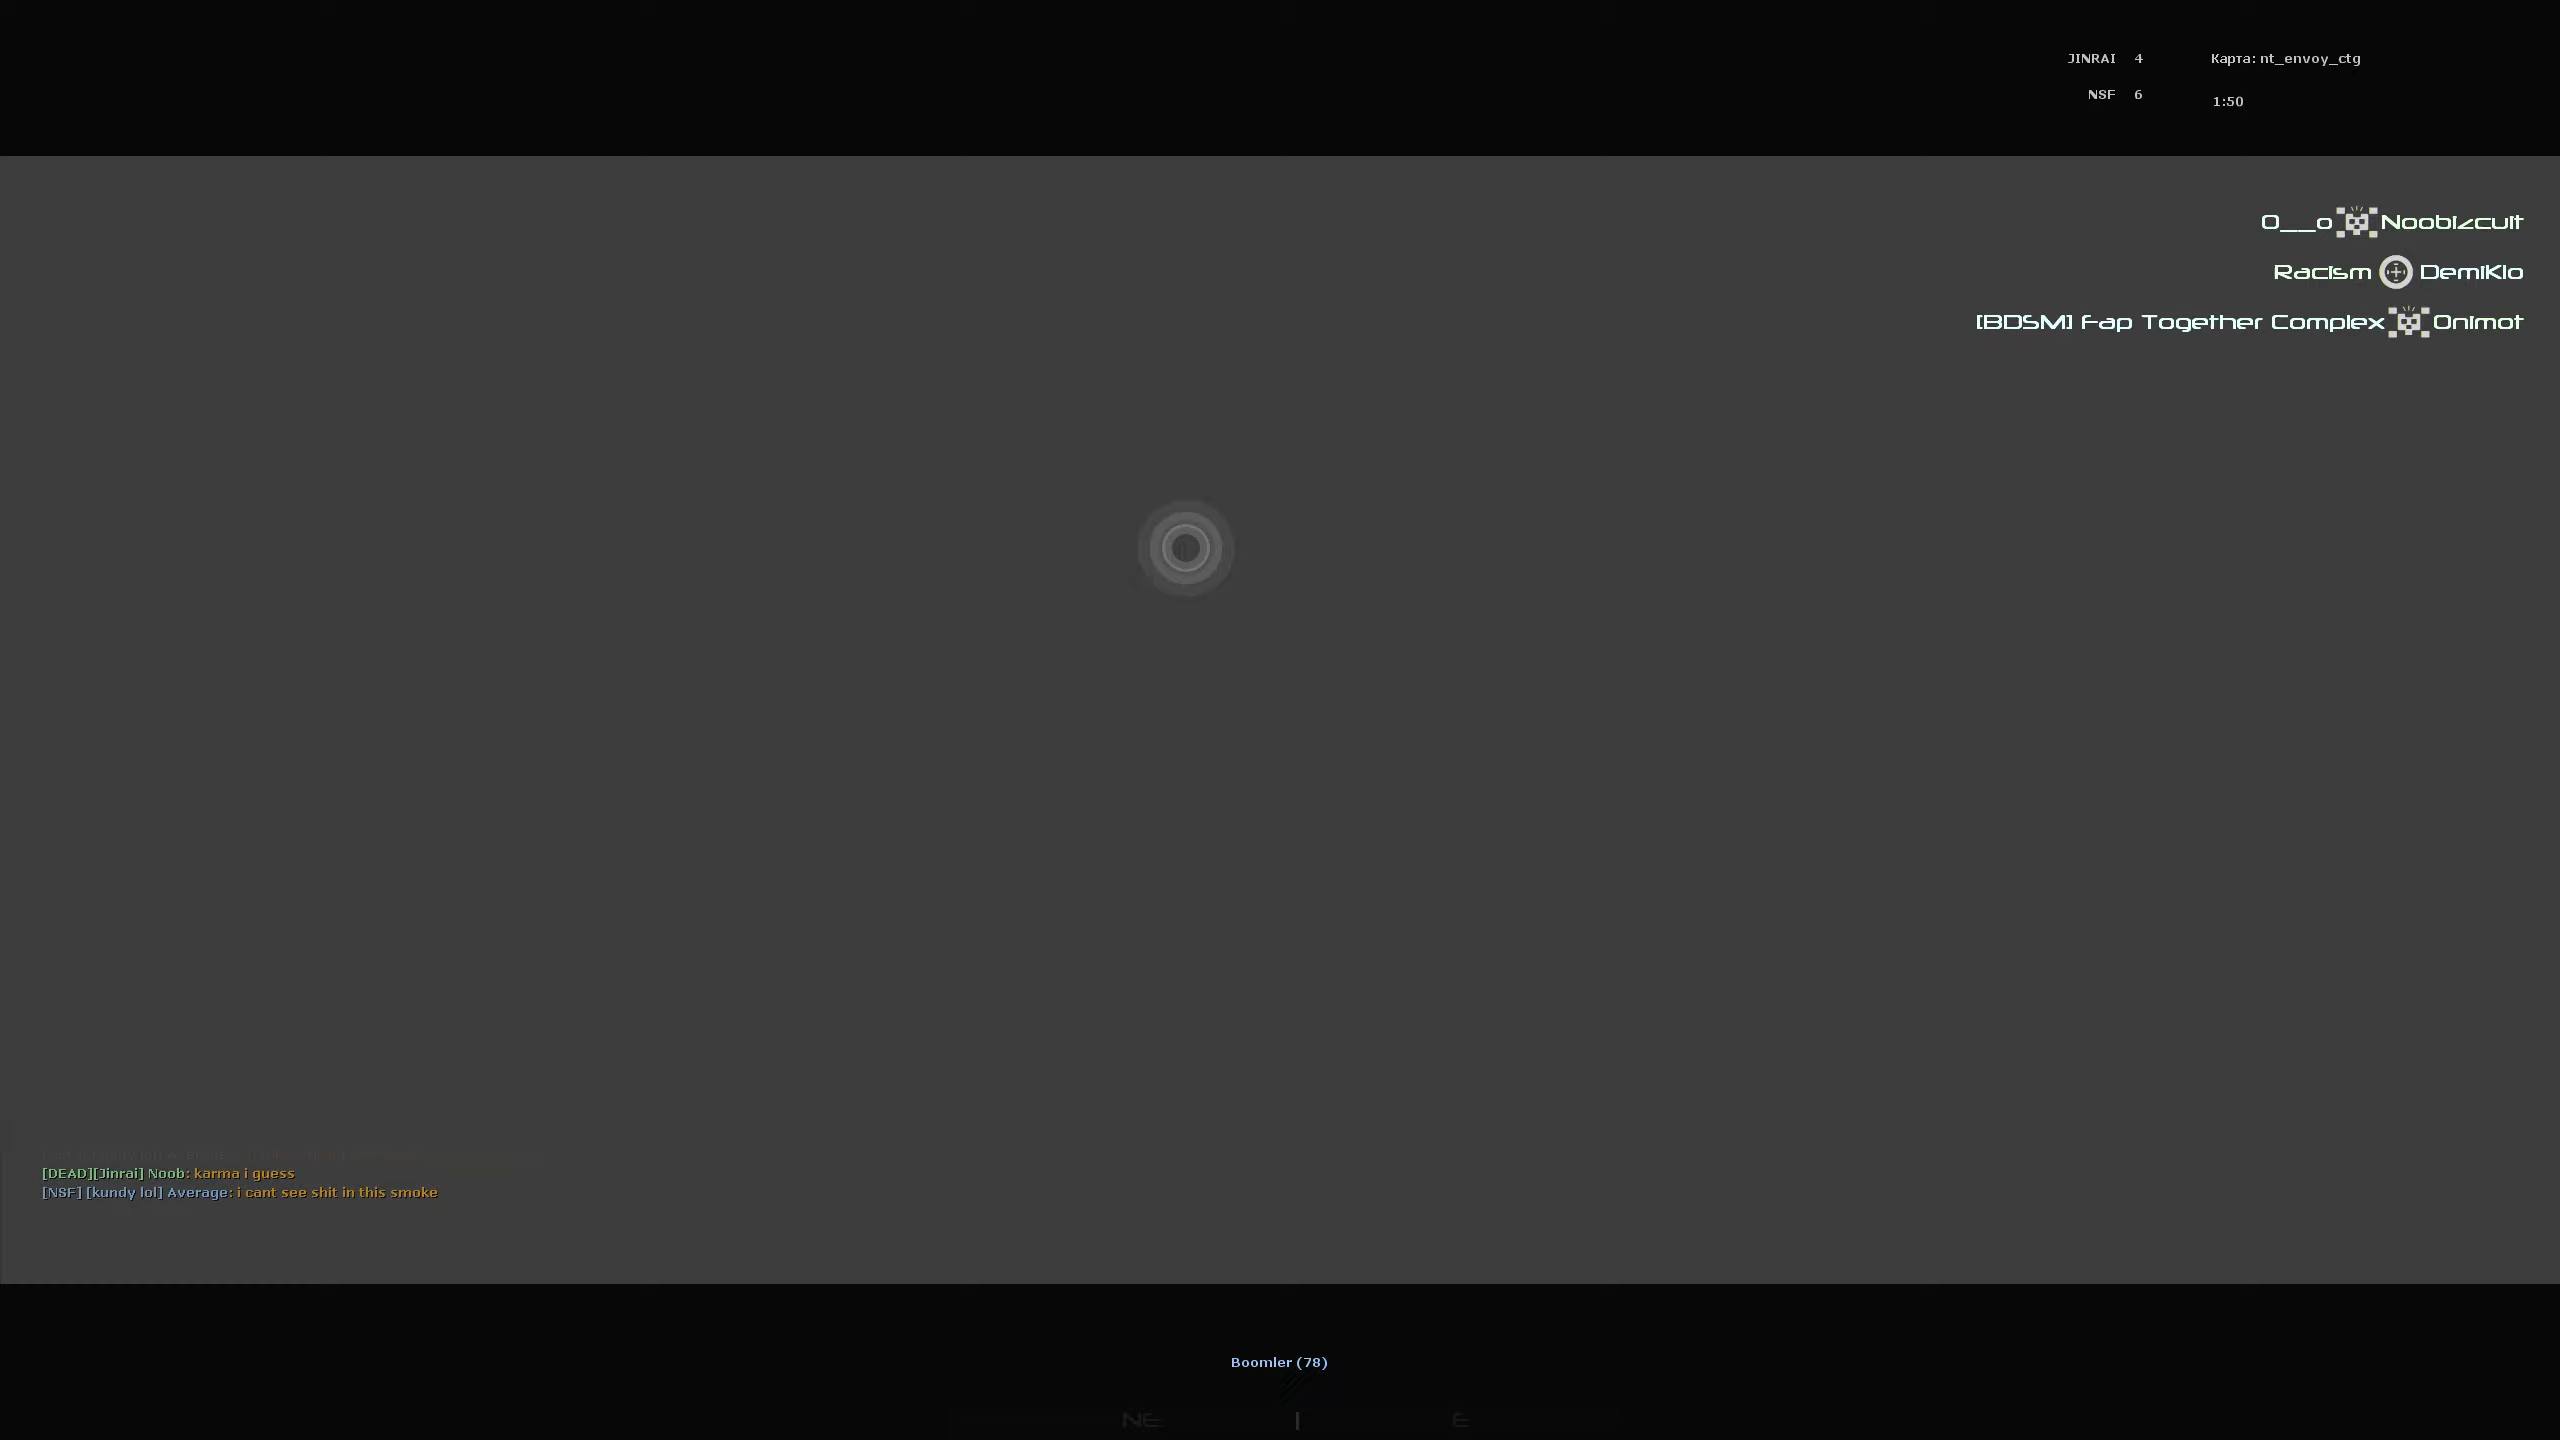 JINRAI 4
Карта: nt_envoy_ctg
NSF 6
1:50
O__o Noobizcuit
Racism DemiKlo
[BDSM] Fap Together Complex Onimot
[DEAD][Jinrai] Noob: karma i guess
[NSF] [kundy lol] Average: i cant see shit in this smoke
Boomler (78)
NE | E